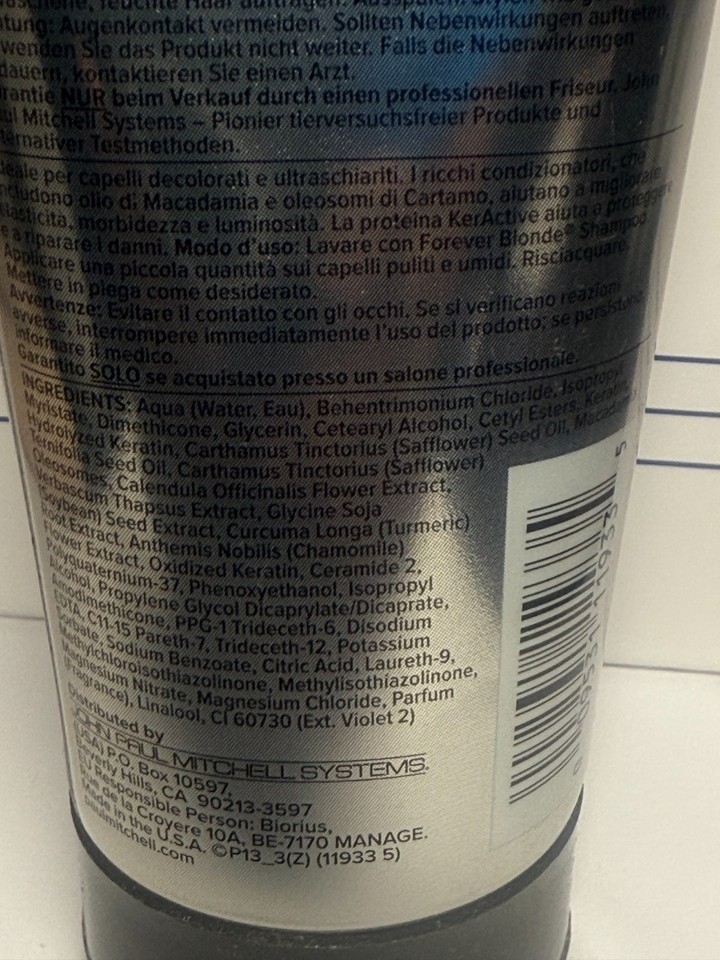 feuchte Haar auftragen. Ausspülen.
tung: Augenkontakt vermeiden. Sollten Nebenwirkungen auftreten,
wenden Sie das Produkt nicht weiter. Falls die Nebenwirkungen
dauern, kontaktieren Sie einen Arzt.
rantie NUR beim Verkauf durch einen professionellen Friseur. John
ul Mitchell Systems – Pionier tierversuchsfreier Produkte und
ternativer Testmethoden.
eale per capelli decolorati e ultraschiariti. I ricchi condizionatori, che
ncludono olio di Macadamia e oleosomi di Cartamo, aiutano a migliorare
elasticità, morbidezza e luminosità. La proteina KerActive aiuta a proteggere
e a riparare i danni. Modo d'uso: Lavare con Forever Blonde® Shampoo.
Applicare una piccola quantità sui capelli puliti e umidi. Risciacquare.
Mettere in piega come desiderato.
Avvertenze: Evitare il contatto con gli occhi. Se si verificano reazioni
avverse, interrompere immediatamente l'uso del prodotto; se persistono,
informare il medico.
Garantito SOLO se acquistato presso un salone professionale.
INGREDIENTS: Aqua (Water, Eau), Behentrimonium Chloride, Isopropyl
Myristate, Dimethicone, Glycerin, Cetearyl Alcohol, Cetyl Esters, Keratin,
Hydrolyzed Keratin, Carthamus Tinctorius (Safflower) Seed Oil, Macadamia
Ternifolia Seed Oil, Carthamus Tinctorius (Safflower)
Oleosomes, Calendula Officinalis Flower Extract,
Verbascum Thapsus Extract, Glycine Soja
(Soybean) Seed Extract, Curcuma Longa (Turmeric)
Root Extract, Anthemis Nobilis (Chamomile)
Flower Extract, Oxidized Keratin, Ceramide 2,
Polyquaternium-37, Phenoxyethanol, Isopropyl
Alcohol, Propylene Glycol Dicaprylate/Dicaprate,
Amodimethicone, PPG-1 Trideceth-6, Disodium
EDTA, C11-15 Pareth-7, Trideceth-12, Potassium
Sorbate, Sodium Benzoate, Citric Acid, Laureth-9,
Methylchloroisothiazolinone, Methylisothiazolinone,
Magnesium Nitrate, Magnesium Chloride, Parfum
(Fragrance), Linalool, CI 60730 (Ext. Violet 2)
Distributed by
JOHN PAUL MITCHELL SYSTEMS.
(USA) P.O. Box 10597,
Beverly Hills, CA 90213-3597
EU Responsible Person: Biorius,
Rue de la Croyere 10A, BE-7170 MANAGE.
Made in the U.S.A. ©P13_3(Z) (11933 5)
paulmitchell.com